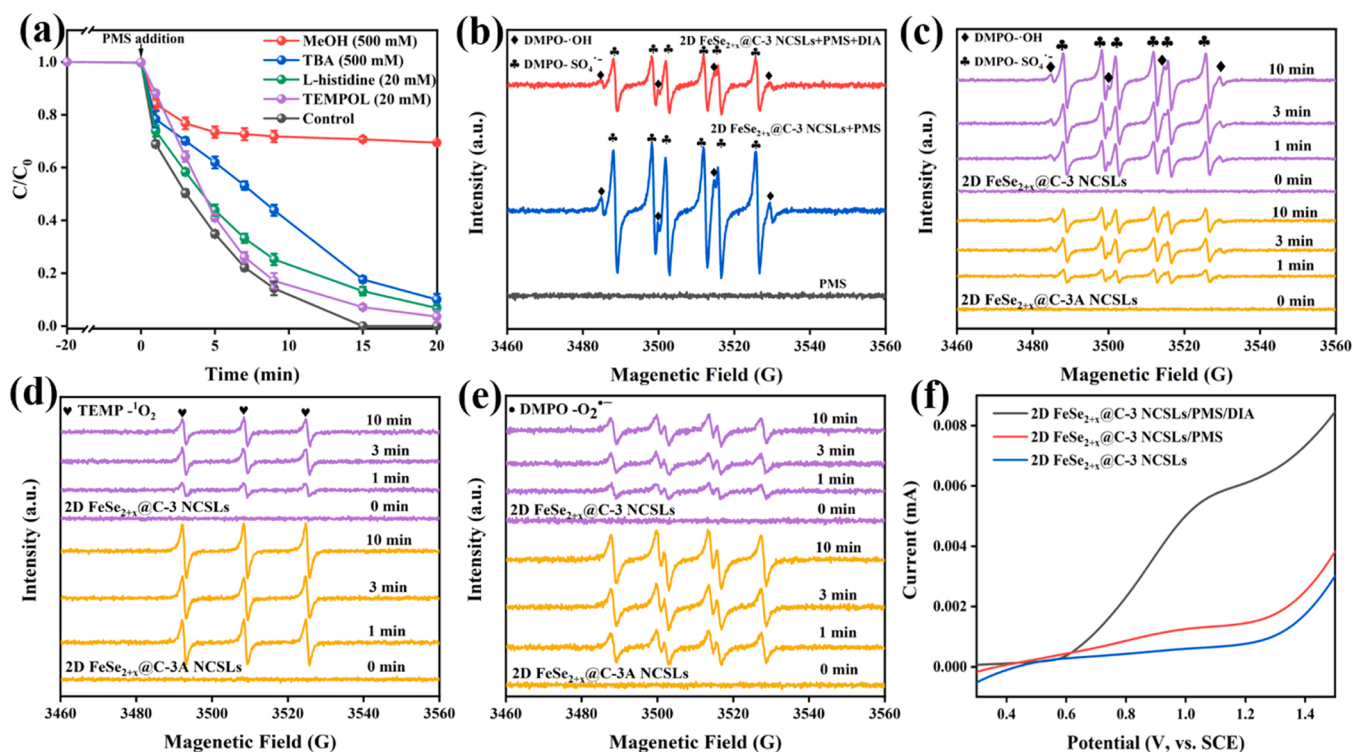 (a)
PMS addition
MeOH (500 mM)
TBA (500 mM)
L-histidine (20 mM)
TEMPOL (20 mM)
Control
1.0
0.8
0.6
0.4
0.2
0.0
C/C₀
-20 0 5 10 15 20
Time (min)
(b)
♦ DMPO-·OH
♣ DMPO- SO₄•−
2D FeSe₂₊ₓ@C-3 NCSLs+PMS+DIA
2D FeSe₂₊ₓ@C-3 NCSLs+PMS
PMS
Intensity (a.u.)
3460 3480 3500 3520 3540 3560
Magenetic Field (G)
(c)
♦ DMPO-·OH
♣ DMPO- SO₄•−
10 min
3 min
1 min
0 min
2D FeSe₂₊ₓ@C-3 NCSLs
10 min
3 min
1 min
0 min
2D FeSe₂₊ₓ@C-3A NCSLs
Intensity (a.u.)
3460 3480 3500 3520 3540 3560
Magenetic Field (G)
(d)
♥ TEMP -¹O₂
10 min
3 min
1 min
0 min
2D FeSe₂₊ₓ@C-3 NCSLs
10 min
3 min
1 min
0 min
2D FeSe₂₊ₓ@C-3A NCSLs
Intensity (a.u.)
3460 3480 3500 3520 3540 3560
Magenetic Field (G)
(e)
• DMPO -O₂•−
10 min
3 min
1 min
0 min
2D FeSe₂₊ₓ@C-3 NCSLs
10 min
3 min
1 min
0 min
2D FeSe₂₊ₓ@C-3A NCSLs
Intensity (a.u.)
3460 3480 3500 3520 3540 3560
Magenetic Field (G)
(f)
2D FeSe₂₊ₓ@C-3 NCSLs/PMS/DIA
2D FeSe₂₊ₓ@C-3 NCSLs/PMS
2D FeSe₂₊ₓ@C-3 NCSLs
0.008
0.006
0.004
0.002
0.000
Current (mA)
0.4 0.6 0.8 1.0 1.2 1.4
Potential (V, vs. SCE)